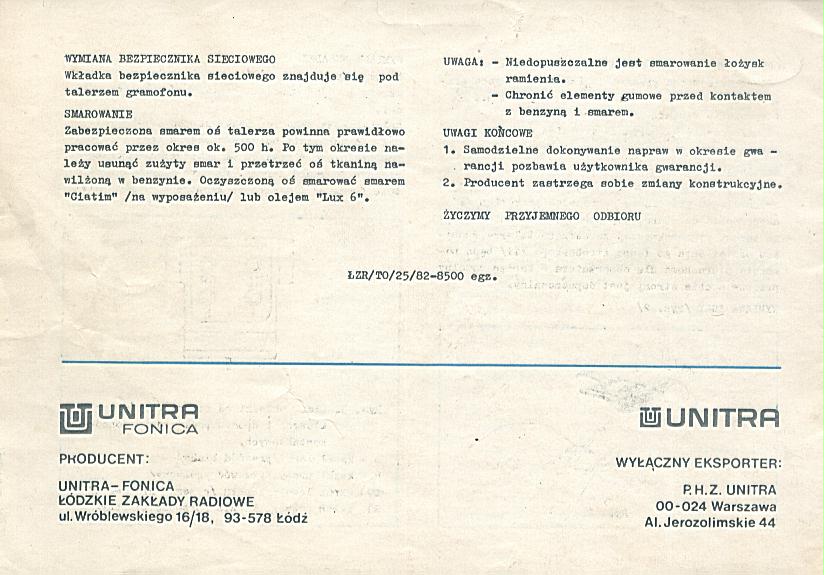 WYMIANA BEZPIECZNIKA SIECIOWEGO
Wkładka bezpiecznika sieciowego znajduje się pod
talerzem gramofonu.
SMAROWANIE
Zabezpieczona smarem oś talerza powinna prawidłowo
pracować przez okres ok. 500 h. Po tym okresie na-
leży usunąć zużyty smar i przetrzeć oś tkaniną na-
wilżoną w benzynie. Oczyszczoną oś smarować smarem
"Ciatim" /na wyposażeniu/ lub olejem "Lux 6".
UWAGA: - Niedopuszczalne jest smarowanie łożysk
ramienia.
- Chronić elementy gumowe przed kontaktem
z benzyną i smarem.
UWAGI KOŃCOWE
1. Samodzielne dokonywanie napraw w okresie gwa -
rancji pozbawia użytkownika gwarancji.
2. Producent zastrzega sobie zmiany konstrukcyjne.
ŻYCZYMY PRZYJEMNEGO ODBIORU
ŁZR/TO/25/82-8500 egz.
UNITRA
FONICA
PRODUCENT:
UNITRA-FONICA
ŁÓDZKIE ZAKŁADY RADIOWE
ul. Wróblewskiego 16/18, 93-578 Łódź
UNITRA
WYŁĄCZNY EKSPORTER:
P.H.Z. UNITRA
00-024 Warszawa
Al. Jerozolimskie 44